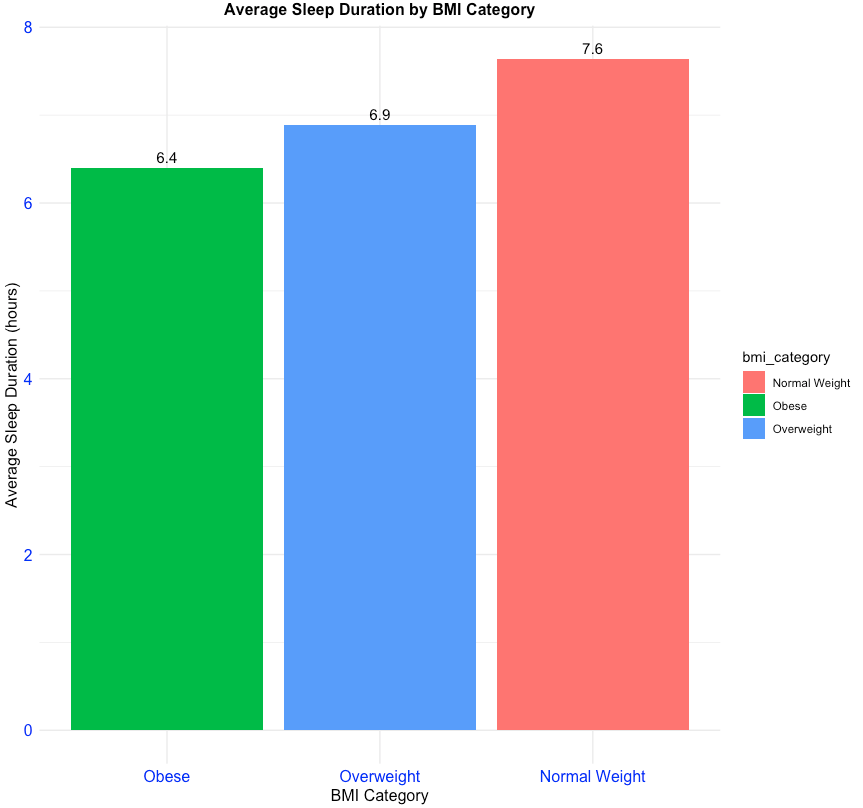 Average Sleep Duration by BMI Category
8
7.6
6.9
6.4
6
4
2
0
Average Sleep Duration (hours)
Obese
Overweight
Normal Weight
BMI Category
bmi_category
Normal Weight
Obese
Overweight